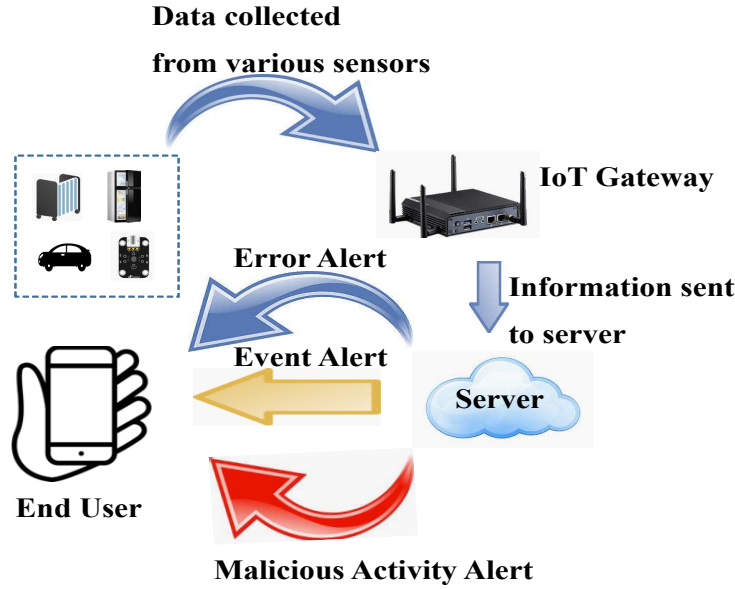 Data collected
from various sensors
IoT Gateway
Error Alert
Information sent
to server
Event Alert
Server
End User
Malicious Activity Alert